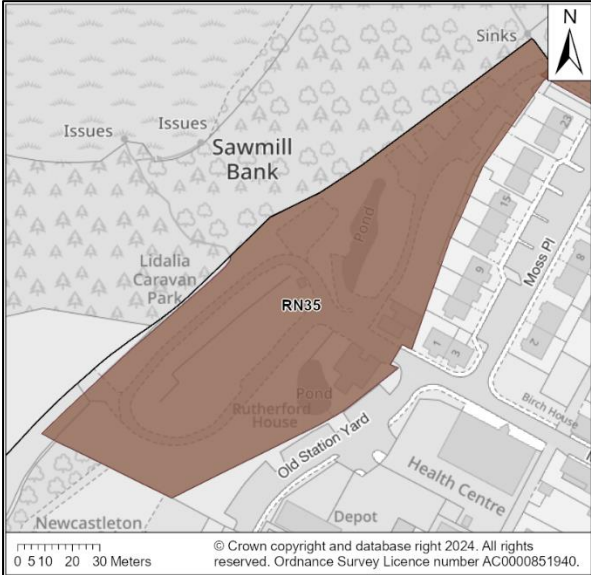 N
Sinks
Issues
Issues
Sawmill
Bank
23
Pond
15
Lidalia
Caravan
Park
Moss Pl
9
8
RN35
1
3
2
Pond
Rutherford
House
Birch House
Old Station Yard
Health Centre
Newcastleton
Depot
0 5 10 20 30 Meters
© Crown copyright and database right 2024. All rights
reserved. Ordnance Survey Licence number AC0000851940.